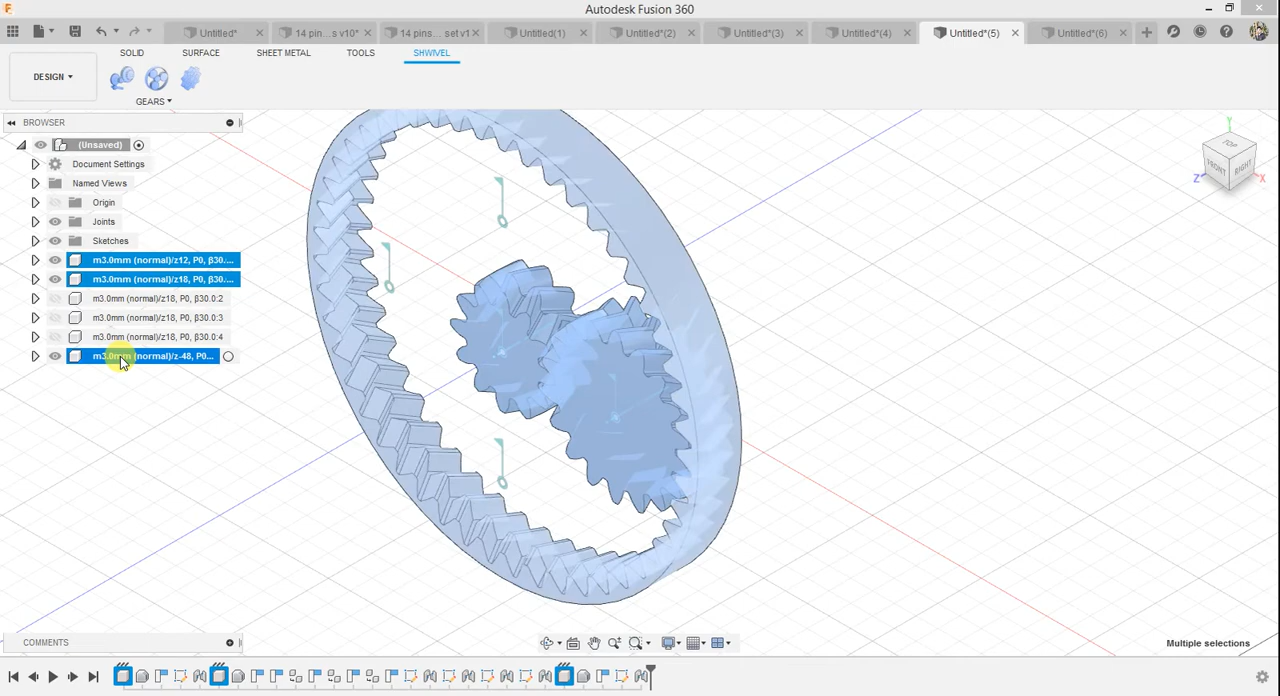 Autodesk Fusion 360
Untitled*
14 pin...s v10*
14 pins... set v1
Untitled(1)
Untitled*(2)
Untitled*(3)
Untitled*(4)
Untitled*(5)
Untitled*(6)
SOLID
SURFACE
SHEET METAL
TOOLS
SHWIVEL
DESIGN
GEARS
BROWSER
(Unsaved)
Document Settings
Named Views
Origin
Joints
Sketches
m3.0mm (normal)/z12, P0, β30....
m3.0mm (normal)/z18, P0, β30....
m3.0mm (normal)/z18, P0, β30.0:2
m3.0mm (normal)/z18, P0, β30.0:3
m3.0mm (normal)/z18, P0, β30.0:4
m3.0mm (normal)/z-48, P0...
Y
TOP
FRONT
RIGHT
Z
X
COMMENTS
Multiple selections